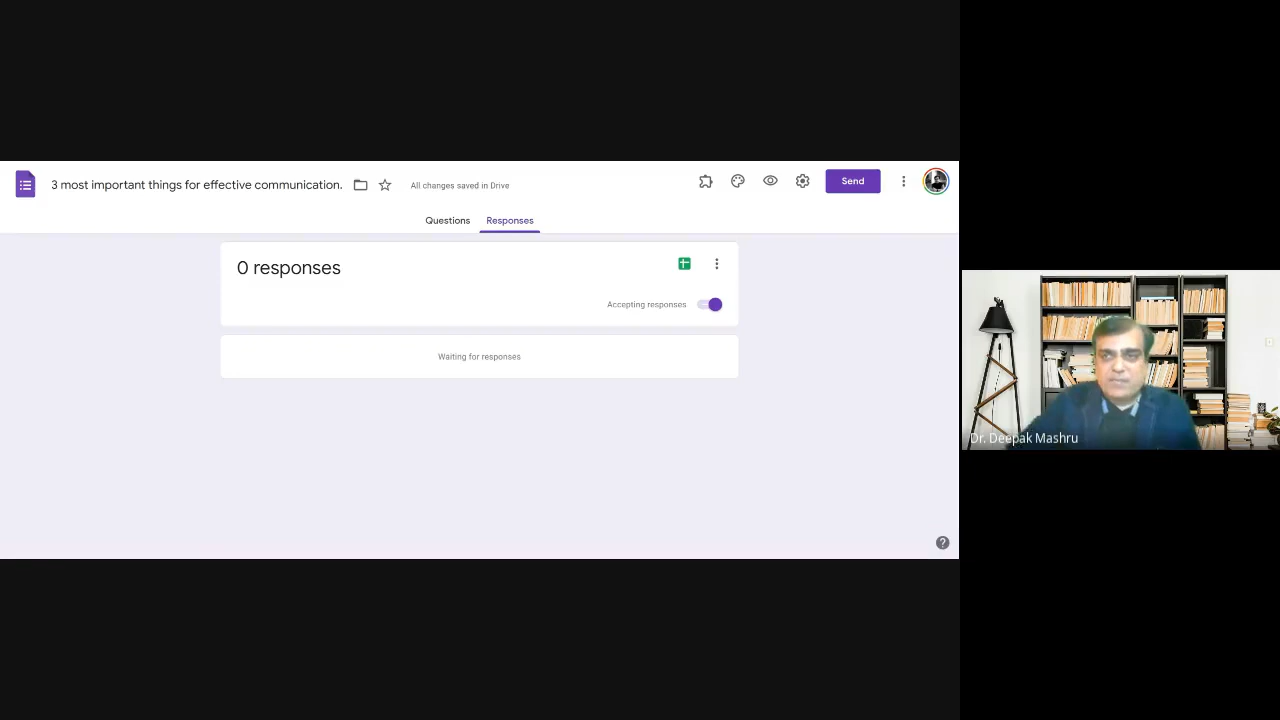 3 most important things for effective communication.
All changes saved in Drive
Send
Questions
Responses
0 responses
Accepting responses
Waiting for responses
Dr. Deepak Mashru